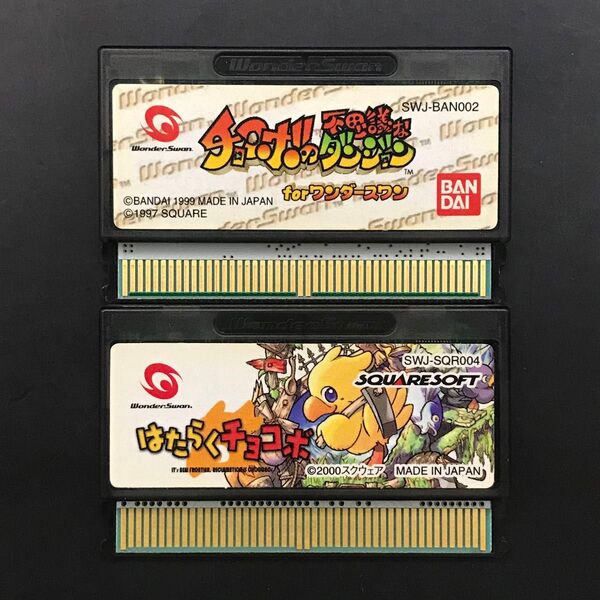 WonderSwan
SWJ-BAN002
WonderSwan
チョコボの不思議なダンジョン
TM
forワンダースワン
©BANDAI 1999 MADE IN JAPAN
©1997 SQUARE
BAN
DAI
WonderSwan
SWJ-SQR004
SQUARESOFT
WonderSwan
はたらくチョコボ
©2000スクウェア MADE IN JAPAN